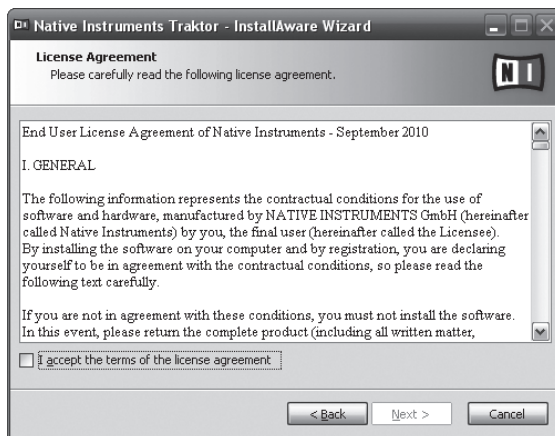 Native Instruments Traktor - InstallAware Wizard
License Agreement
Please carefully read the following license agreement.
N I
End User License Agreement of Native Instruments - September 2010
I. GENERAL
The following information represents the contractual conditions for the use of
software and hardware, manufactured by NATIVE INSTRUMENTS GmbH (hereinafter
called Native Instruments) by you, the final user (hereinafter called the Licensee).
By installing the software on your computer and by registration, you are declaring
yourself to be in agreement with the contractual conditions, so please read the
following text carefully.
If you are not in agreement with these conditions, you must not install the software.
In this event, please return the complete product (including all written matter,
I accept the terms of the license agreement
< Back Next > Cancel